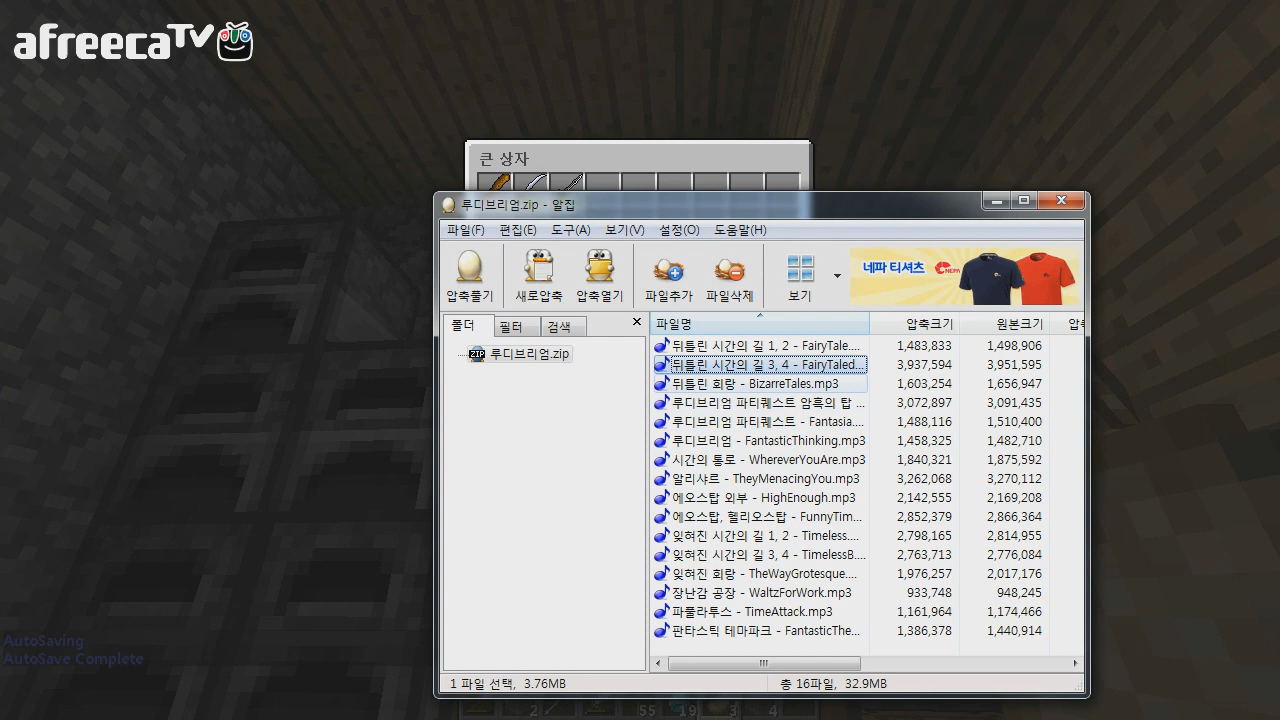 afreecaTV
큰 상자
루디브리엄.zip - 알집
파일(F) 편집(E) 도구(A) 보기(V) 설정(O) 도움말(H)
압축풀기 새로압축 압축열기 파일추가 파일삭제 보기
네파 티셔츠 NEPA
폴더 필터 검색
ZIP 루디브리엄.zip
파일명 압축크기 원본크기 압축
뒤틀린 시간의 길 1, 2 - FairyTale.... 1,483,833 1,498,906
뒤틀린 시간의 길 3, 4 - FairyTaled... 3,937,594 3,951,595
뒤틀린 회랑 - BizarreTales.mp3 1,603,254 1,656,947
루디브리엄 파티퀘스트 암흑의 탑 ... 3,072,897 3,091,435
루디브리엄 파티퀘스트 - Fantasia.... 1,488,116 1,510,400
루디브리엄 - FantasticThinking.mp3 1,458,325 1,482,710
시간의 통로 - WhereverYouAre.mp3 1,840,321 1,875,592
알리샤르 - TheyMenacingYou.mp3 3,262,068 3,270,112
에오스탑 외부 - HighEnough.mp3 2,142,555 2,169,208
에오스탑, 헬리오스탑 - FunnyTim... 2,852,379 2,866,364
잊혀진 시간의 길 1, 2 - Timeless.... 2,798,165 2,814,955
잊혀진 시간의 길 3, 4 - TimelessB.... 2,763,713 2,776,084
잊혀진 회랑 - TheWayGrotesque.... 1,976,257 2,017,176
장난감 공장 - WaltzForWork.mp3 933,748 948,245
파풀라투스 - TimeAttack.mp3 1,161,964 1,174,466
판타스틱 테마파크 - FantasticThe... 1,386,378 1,440,914
AutoSaving
AutoSave Complete
1 파일 선택, 3.76MB 총 16파일, 32.9MB
2 55 19 3 4